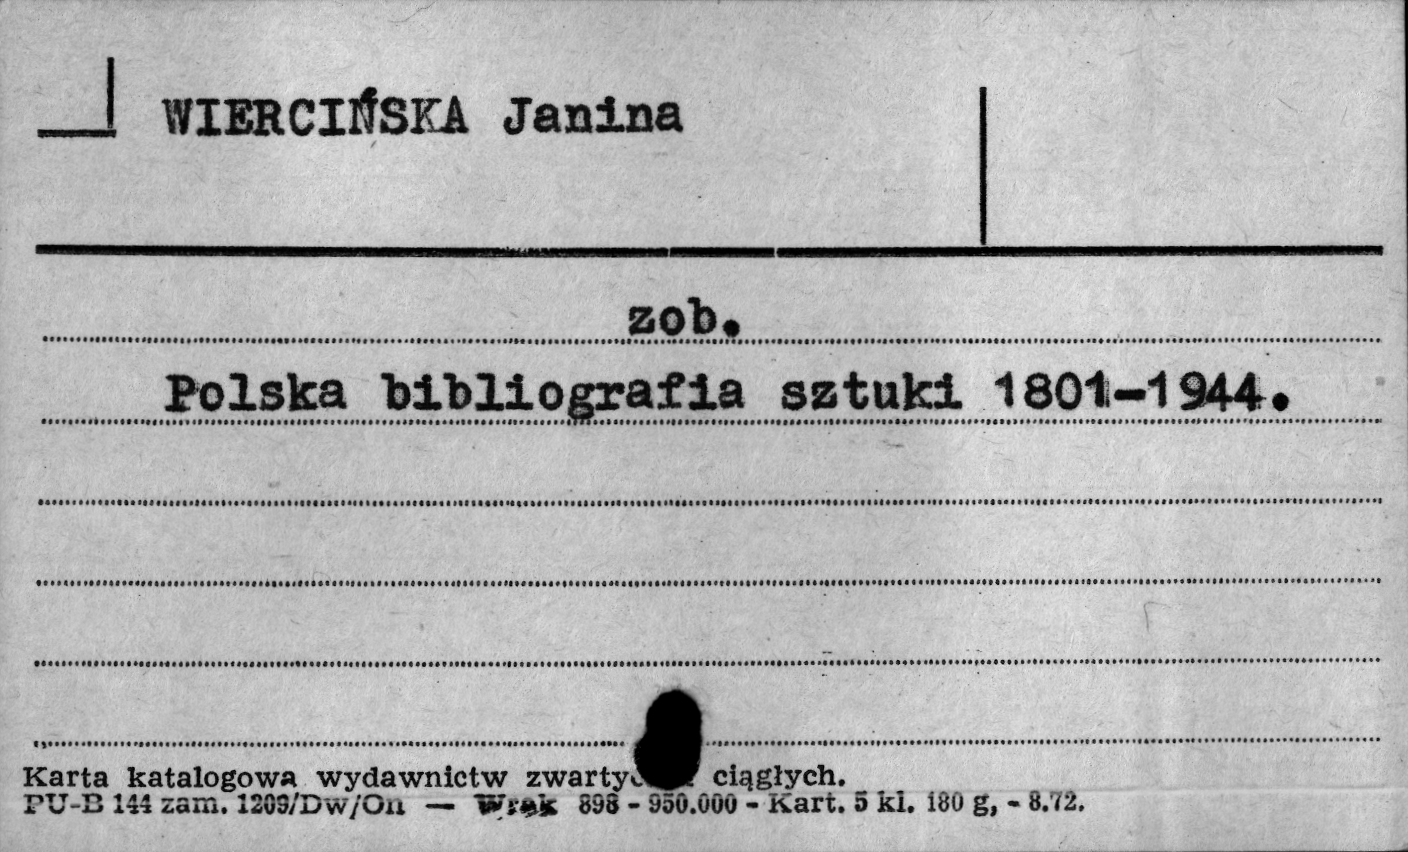 WIERCIŃSKA Janina
zob.
Polska bibliografia sztuki 1801-1944.
Karta katalogowa wydawnictw ciągłych.
PU-B 144 zam. 1209/Dw/On — 898 - 950.000 - Kart. 5 kl. 180 g, - 8.72.